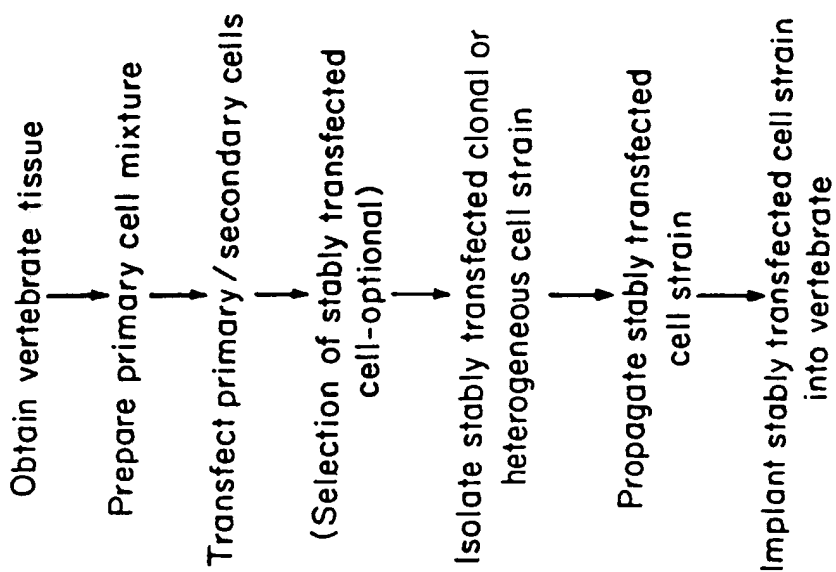 Obtain vertebrate tissue
Prepare primary cell mixture
Transfect primary/secondary cells
(Selection of stably transfected
cell-optional)
Isolate stably transfected clonal or
heterogeneous cell strain
Propagate stably transfected
cell strain
Implant stably transfected cell strain
into vertebrate